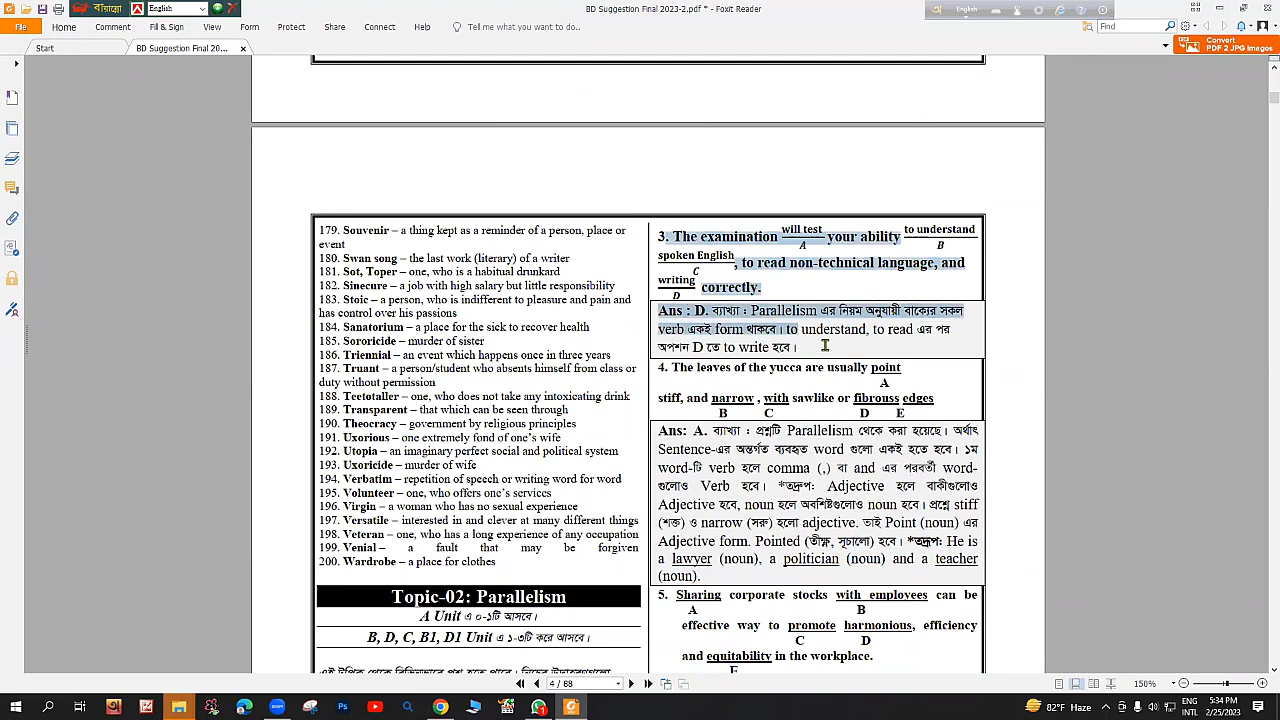 বায়ান্নো
English
BD Suggestion Final 2023-2.pdf * - Foxit Reader
English
File
Home
Comment
Fill & Sign
View
Form
Protect
Share
Connect
Help
Tell me what you want to do..
Find
Start
BD Suggestion Final 20...
Convert
PDF 2 JPG Images
179. Souvenir – a thing kept as a reminder of a person, place or
event
180. Swan song – the last work (literary) of a writer
181. Sot, Toper – one, who is a habitual drunkard
182. Sinecure – a job with high salary but little responsibility
183. Stoic – a person, who is indifferent to pleasure and pain and
has control over his passions
184. Sanatorium – a place for the sick to recover health
185. Sororicide – murder of sister
186. Triennial – an event which happens once in three years
187. Truant – a person/student who absents himself from class or
duty without permission
188. Teetotaller – one, who does not take any intoxicating drink
189. Transparent – that which can be seen through
190. Theocracy – government by religious principles
191. Uxorious – one extremely fond of one's wife
192. Utopia – an imaginary perfect social and political system
193. Uxoricide – murder of wife
194. Verbatim – repetition of speech or writing word for word
195. Volunteer – one, who offers one's services
196. Virgin – a woman who has no sexual experience
197. Versatile – interested in and clever at many different things
198. Veteran – one, who has a long experience of any occupation
199. Venial – a fault that may be forgiven
200. Wardrobe – a place for clothes
Topic-02: Parallelism
A Unit এ ০-১টি আসবে।
B, D, C, B1, D1 Unit এ ১-৩টি করে আসবে।
3. The examination will test your ability to understand
A B
spoken English, to read non-technical language, and
C
writing correctly.
D
Ans : D. ব্যাখ্যা : Parallelism এর নিয়ম অনুযায়ী বাক্যের সকল
verb একই form থাকবে। to understand, to read এর পর
অপশন D তে to write হবে।
4. The leaves of the yucca are usually point
A
stiff, and narrow , with sawlike or fibrouss edges
B C D E
Ans: A. ব্যাখ্যা : প্রশ্নটি Parallelism থেকে করা হয়েছে। অর্থাৎ
Sentence-এর অন্তর্গত ব্যবহৃত word গুলো একই হতে হবে। ১ম
word-টি verb হলে comma (,) বা and এর পরবর্তী word-
গুলোও Verb হবে। *তদ্রুপ: Adjective হলে বাকীগুলোও
Adjective হবে, noun হলে অবশিষ্টগুলোও noun হবে। প্রশ্নে stiff
(শক্ত) ও narrow (সরু) হলো adjective. তাই Point (noun) এর
Adjective form. Pointed (তীক্ষ্ণ, সূচালো) হবে। *তদ্রুপ: He is
a lawyer (noun), a politician (noun) and a teacher
(noun).
5. Sharing corporate stocks with employees can be
A B
effective way to promote harmonious, efficiency
C D
and equitability in the workplace.
E
4 / 88
150%
82°F Haze
ENG
INTL
5:34 PM
2/25/2023